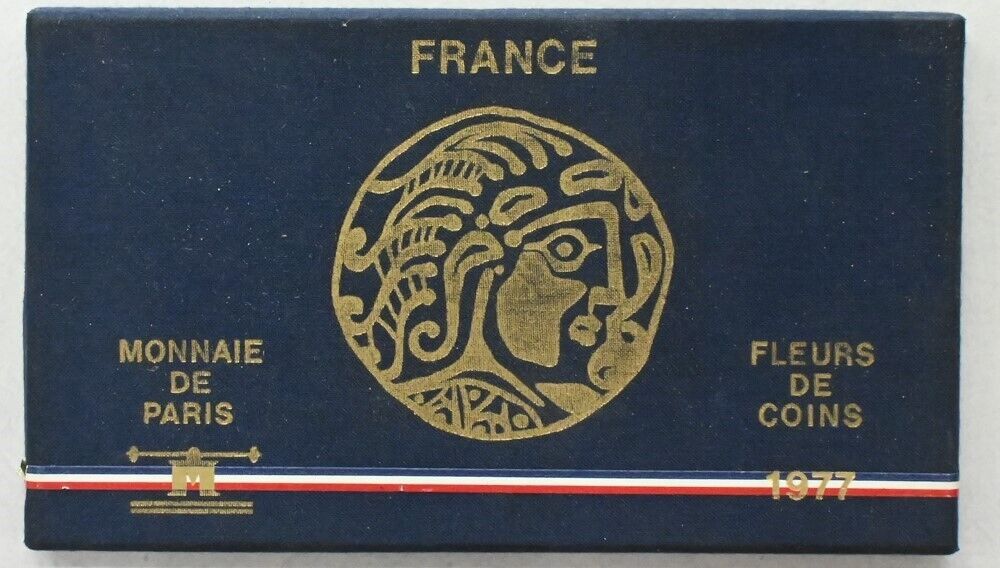 FRANCE
MONNAIE
DE
PARIS
M
FLEURS
DE
COINS
1977